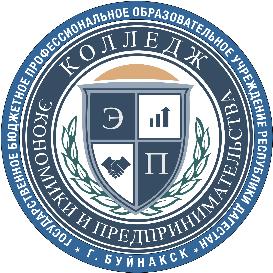 ГОСУДАРСТВЕННОЕ БЮДЖЕТНОЕ ПРОФЕССИОНАЛЬНОЕ ОБРАЗОВАТЕЛЬНОЕ УЧРЕЖДЕНИЕ РЕСПУБЛИКИ ДАГЕСТАН
* Г. БУЙНАКСК *
КОЛЛЕДЖ
ЭКОНОМИКИ И ПРЕДПРИНИМАТЕЛЬСТВА
Э
П